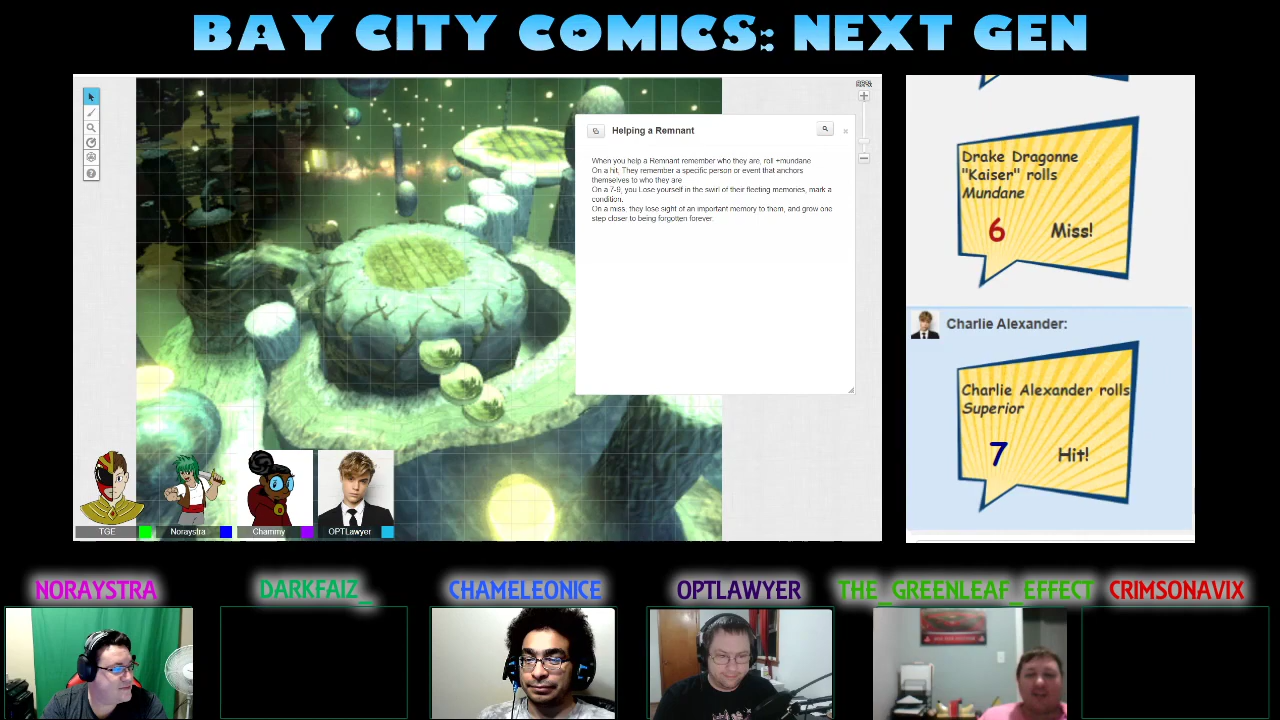 BAY CITY COMICS: NEXT GEN
Helping a Remnant
When you help a Remnant remember who they are, roll +mundane.
On a hit, They remember a specific person or event that anchors
themselves to who they are
On a 7-9, you Lose yourself in the swirl of their fleeting memories, mark a
condition.
On a miss, they lose sight of an important memory to them, and grow one
step closer to being forgotten forever.
Drake Dragonne
"Kaiser" rolls
Mundane
6 Miss!
Charlie Alexander:
Charlie Alexander rolls
Superior
7 Hit!
TGE
Noraystra
Chammy
OPTLawyer
NORAYSTRA
DARKFAIZ_
CHAMELEONICE
OPTLAWYER
THE_GREENLEAF_EFFECT
CRIMSONAVIX